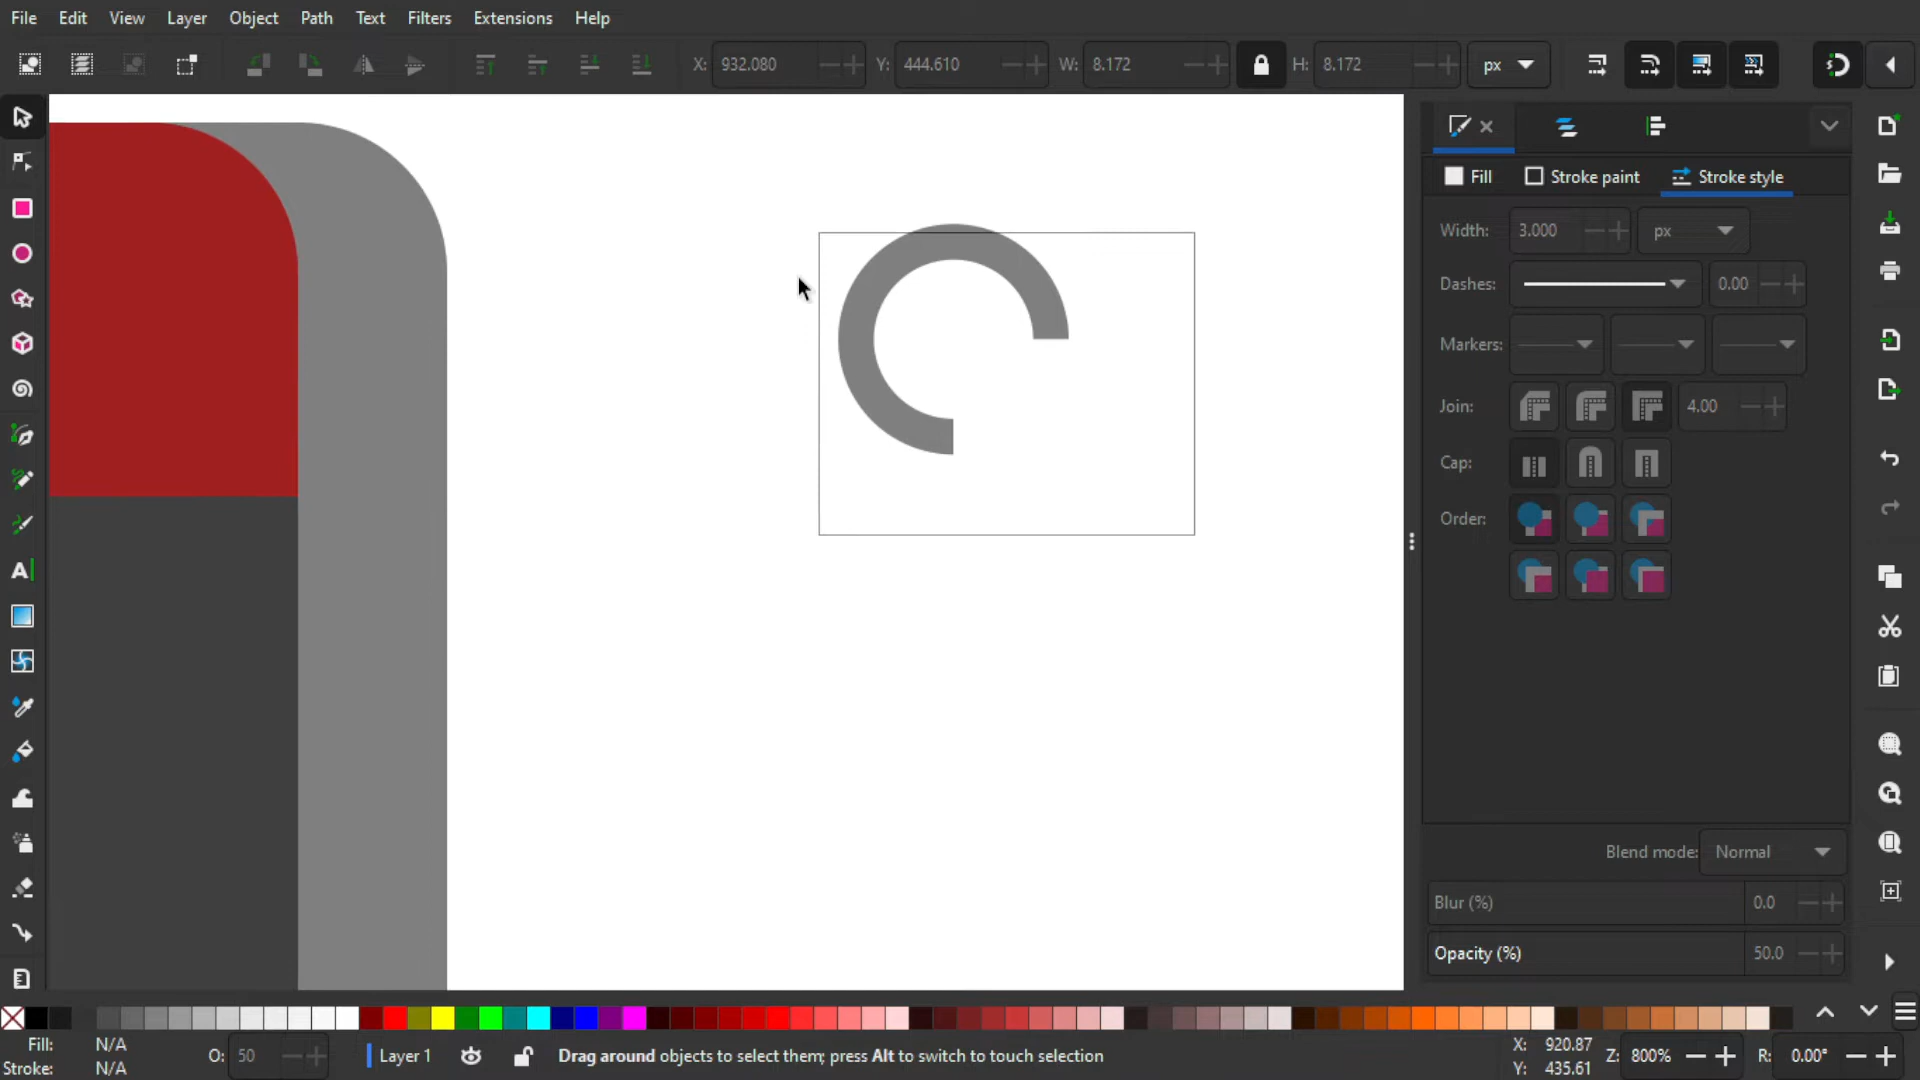 File Edit View Layer Object Path Text Filters Extensions Help
X: 932.080 Y: 444.610 W: 8.172 H: 8.172 px
Fill Stroke paint Stroke style
Width: 3.000 px
Dashes: 0.00
Markers:
Join: 4.00
Cap:
Order:
Blend mode: Normal
Blur (%) 0.0
Opacity (%) 50.0
Fill: N/A
Stroke: N/A
O: 50
Layer 1
Drag around objects to select them; press Alt to switch to touch selection
X: 920.87
Y: 435.61
Z: 800%
R: 0.00°